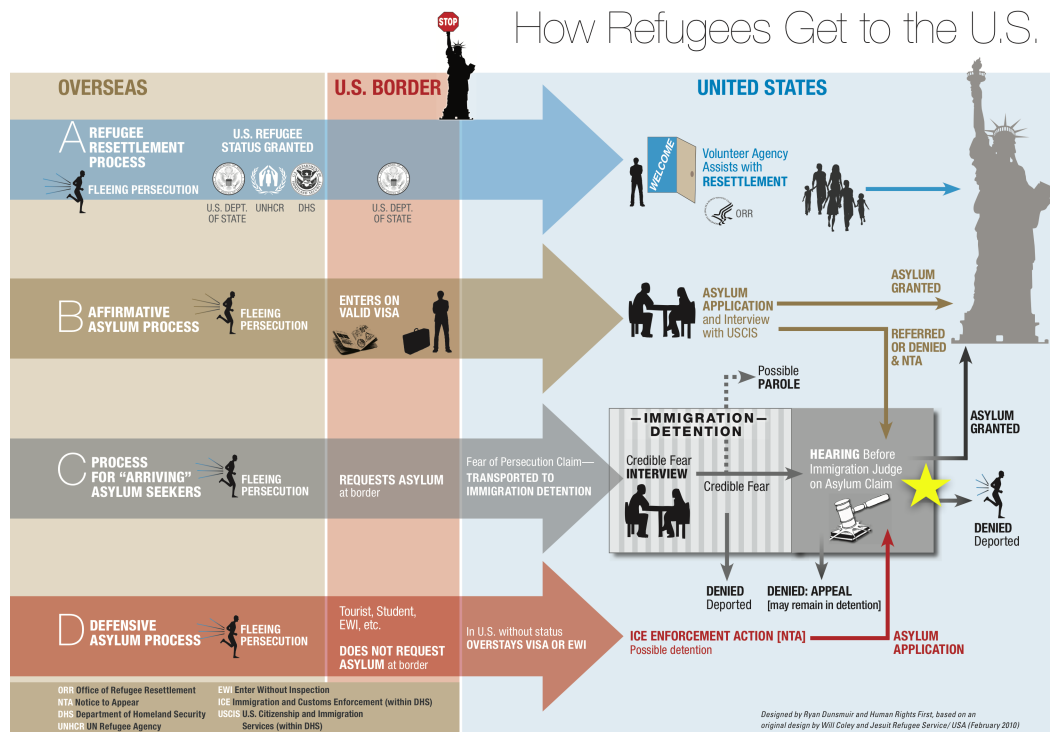 STOP
How Refugees Get to the U.S.
OVERSEAS
U.S. BORDER
UNITED STATES
A REFUGEE
RESETTLEMENT
PROCESS
FLEEING PERSECUTION
U.S. REFUGEE
STATUS GRANTED
U.S. DEPT.
OF STATE
UNHCR
DHS
U.S. DEPT.
OF STATE
WELCOME
Volunteer Agency
Assists with
RESETTLEMENT
ORR
B AFFIRMATIVE
ASYLUM PROCESS
FLEEING
PERSECUTION
ENTERS ON
VALID VISA
ASYLUM
APPLICATION
and Interview
with USCIS
ASYLUM
GRANTED
REFERRED
OR DENIED
& NTA
C PROCESS
FOR “ARRIVING”
ASYLUM SEEKERS
FLEEING
PERSECUTION
REQUESTS ASYLUM
at border
Fear of Persecution Claim—
TRANSPORTED TO
IMMIGRATION DETENTION
Possible
PAROLE
—IMMIGRATION—
DETENTION
Credible Fear
INTERVIEW
Credible Fear
HEARING Before
Immigration Judge
on Asylum Claim
ASYLUM
GRANTED
DENIED
Deported
DENIED
Deported
DENIED: APPEAL
[may remain in detention]
D DEFENSIVE
ASYLUM PROCESS
FLEEING
PERSECUTION
Tourist, Student,
EWI, etc.
DOES NOT REQUEST
ASYLUM at border
In U.S. without status
OVERSTAYS VISA OR EWI
ICE ENFORCEMENT ACTION [NTA]
Possible detention
ASYLUM
APPLICATION
ORR Office of Refugee Resettlement
NTA Notice to Appear
DHS Department of Homeland Security
UNHCR UN Refugee Agency
EWI Enter Without Inspection
ICE Immigration and Customs Enforcement (within DHS)
USCIS U.S. Citizenship and Immigration
Services (within DHS)
Designed by Ryan Dunsmuir and Human Rights First, based on an
original design by Will Coley and Jesuit Refugee Service/ USA (February 2010)